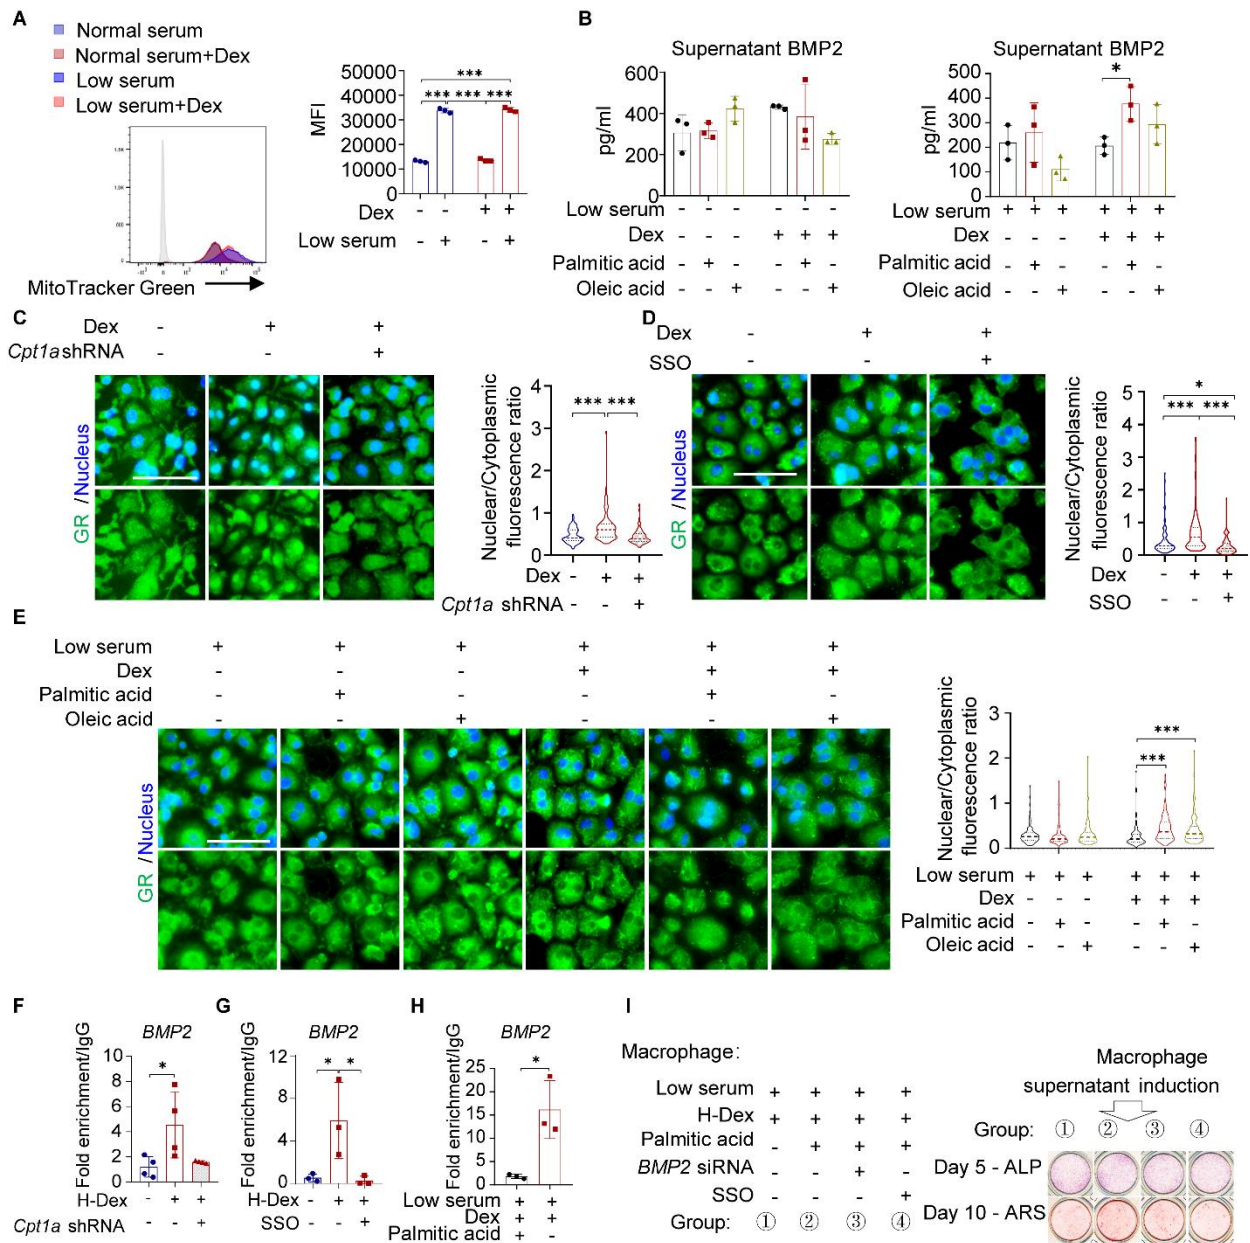 A
Normal serum
Normal serum+Dex
Low serum
Low serum+Dex
MitoTracker Green
MFI
50000
40000
30000
20000
10000
0
***
*** *** ***
Dex - - + +
Low serum - + - +
B
Supernatant BMP2
pg/ml
600
400
200
0
Low serum - - - - - -
Dex - - - + + +
Palmitic acid - + - - + -
Oleic acid - - + - - +
Supernatant BMP2
pg/ml
500
400
300
200
100
0
*
Low serum + + + + + +
Dex - - - + + +
Palmitic acid - + - - + -
Oleic acid - - + - - +
C
Dex - + +
Cpt1a shRNA - - +
GR / Nucleus
Nuclear/Cytoplasmic
fluorescence ratio
4
3
2
1
0
*** ***
Dex - + +
Cpt1a shRNA - - +
D
Dex - + +
SSO - - +
GR / Nucleus
Nuclear/Cytoplasmic
fluorescence ratio
5
4
3
2
1
0
*
*** ***
Dex - + +
SSO - - +
E
Low serum + + + + + +
Dex - - - + + +
Palmitic acid - + - - + -
Oleic acid - - + - - +
GR / Nucleus
Nuclear/Cytoplasmic
fluorescence ratio
3
2
1
0
***
***
Low serum + + + + + +
Dex - - - + + +
Palmitic acid - + - - + -
Oleic acid - - + - - +
F
BMP2
Fold enrichment/IgG
10
8
6
4
2
0
*
H-Dex - + +
Cpt1a shRNA - - +
G
BMP2
Fold enrichment/IgG
12
8
4
0
* *
H-Dex - + +
SSO - - +
H
BMP2
Fold enrichment/IgG
25
20
15
10
5
0
*
Low serum + +
Dex + +
Palmitic acid + -
I
Macrophage:
Low serum + + + +
H-Dex + + + +
Palmitic acid - + + +
BMP2 siRNA - - + -
SSO - - - +
Group: ① ② ③ ④
Macrophage
supernatant induction
Group: ① ② ③ ④
Day 5 - ALP
Day 10 - ARS